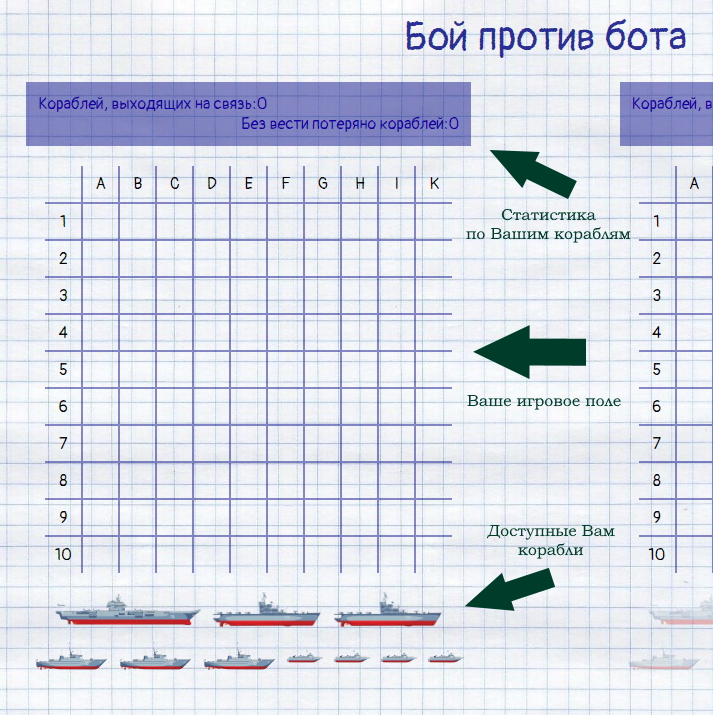 Бой против бота
Кораблей, выходящих на связь:0
Без вести потеряно кораблей:0
Кораблей, в
Статистика
по Вашим кораблям
A B C D E F G H I K
1
2
3
4
5
6
7
8
9
10
Ваше игровое поле
Доступные Вам
корабли
A
1
2
3
4
5
6
7
8
9
10